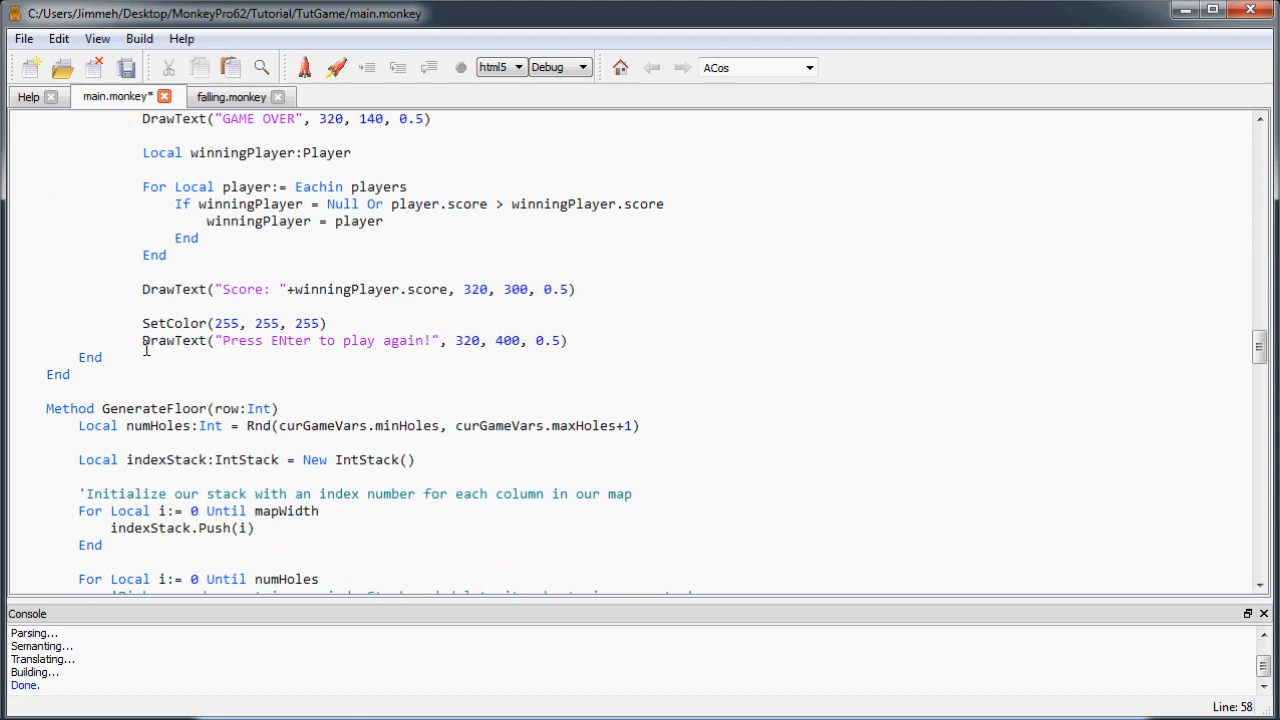 C:/Users/Jimmeh/Desktop/MonkeyPro62/Tutorial/TutGame/main.monkey
File Edit View Build Help
html5 Debug ACos
Help main.monkey* falling.monkey
DrawText("GAME OVER", 320, 140, 0.5)
Local winningPlayer:Player
For Local player:= Eachin players
If winningPlayer = Null Or player.score > winningPlayer.score
winningPlayer = player
End
End
DrawText("Score: "+winningPlayer.score, 320, 300, 0.5)
SetColor(255, 255, 255)
DrawText("Press ENter to play again!", 320, 400, 0.5)
End
End
Method GenerateFloor(row:Int)
Local numHoles:Int = Rnd(curGameVars.minHoles, curGameVars.maxHoles+1)
Local indexStack:IntStack = New IntStack()
'Initialize our stack with an index number for each column in our map
For Local i:= 0 Until mapWidth
indexStack.Push(i)
End
For Local i:= 0 Until numHoles
Console
Parsing...
Semanting...
Translating...
Building...
Done.
Line: 58